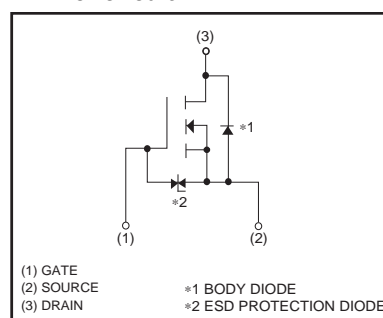 (3)
∗1
∗2
(1)
(2)
(1) GATE
(2) SOURCE
(3) DRAIN
∗1 BODY DIODE
∗2 ESD PROTECTION DIODE